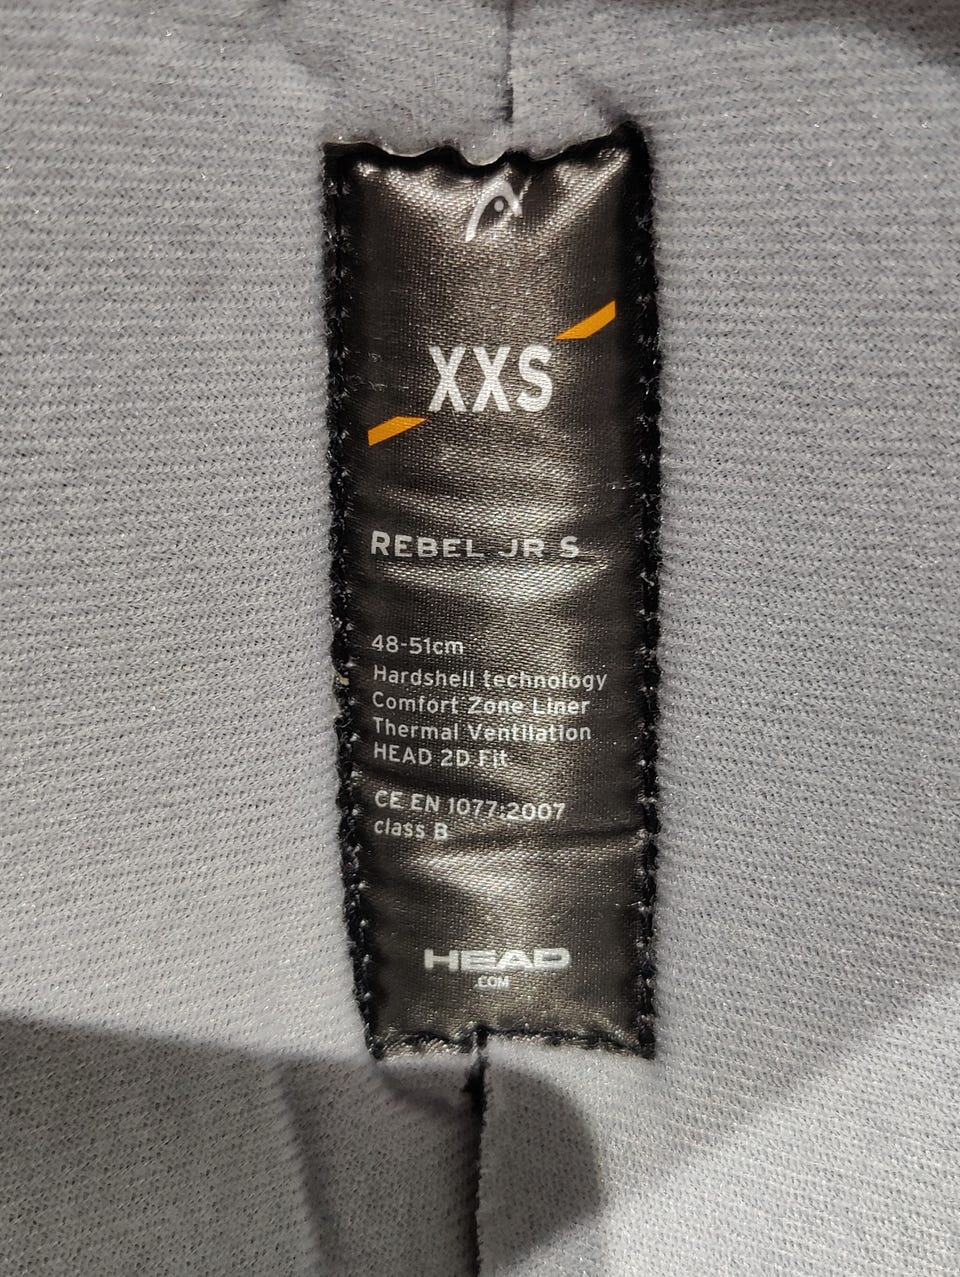 XXS
REBEL JR S
48-51cm
Hardshell technology
Comfort Zone Liner
Thermal Ventilation
HEAD 2D Fit
CE EN 1077:2007
class B
HEAD
.COM